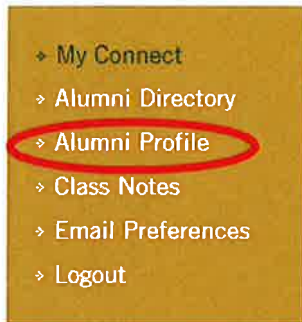 My Connect
Alumni Directory
Alumni Profile
Class Notes
Email Preferences
Logout